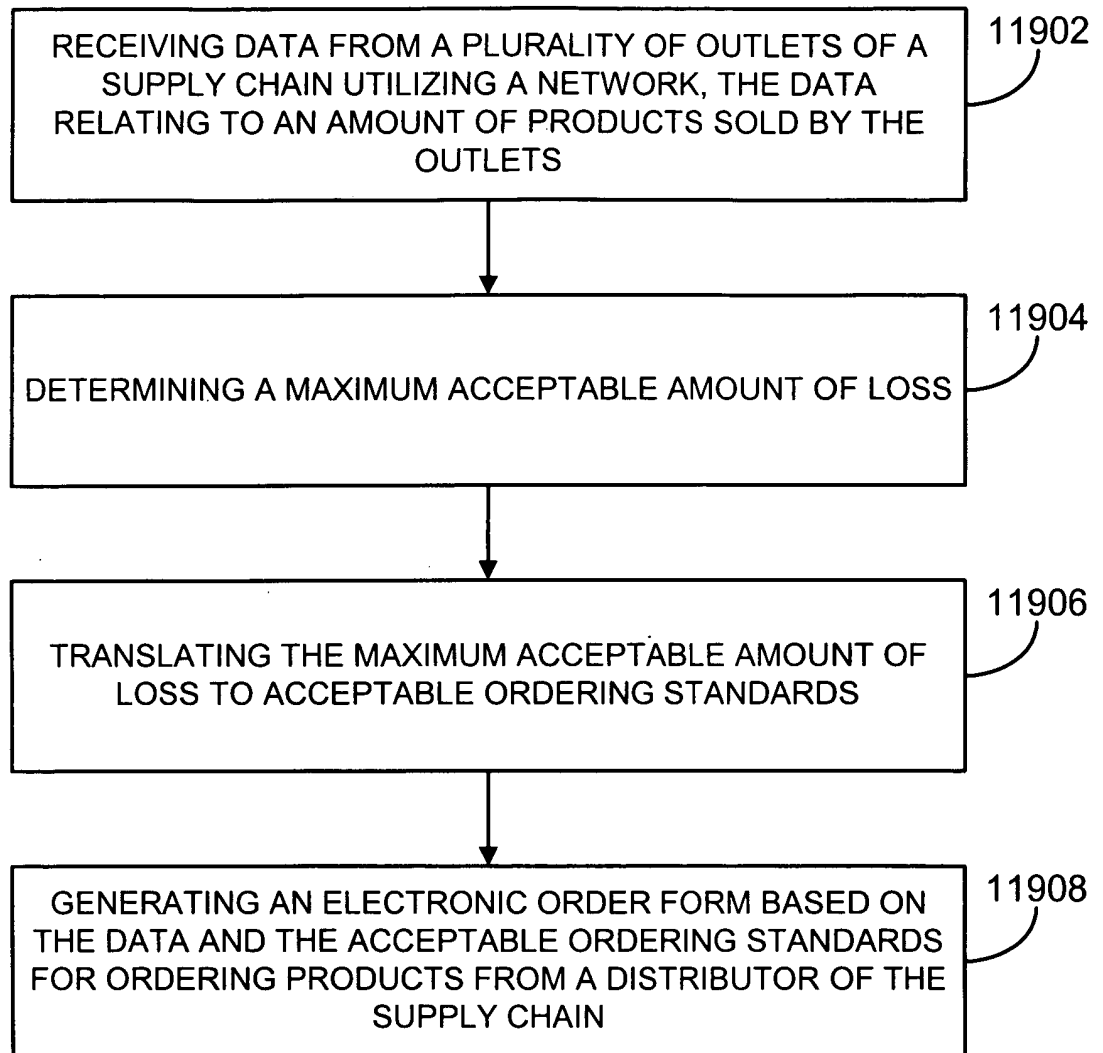 RECEIVING DATA FROM A PLURALITY OF OUTLETS OF A
SUPPLY CHAIN UTILIZING A NETWORK, THE DATA
RELATING TO AN AMOUNT OF PRODUCTS SOLD BY THE
OUTLETS
11902
DETERMINING A MAXIMUM ACCEPTABLE AMOUNT OF LOSS
11904
TRANSLATING THE MAXIMUM ACCEPTABLE AMOUNT OF
LOSS TO ACCEPTABLE ORDERING STANDARDS
11906
GENERATING AN ELECTRONIC ORDER FORM BASED ON
THE DATA AND THE ACCEPTABLE ORDERING STANDARDS
FOR ORDERING PRODUCTS FROM A DISTRIBUTOR OF THE
SUPPLY CHAIN
11908